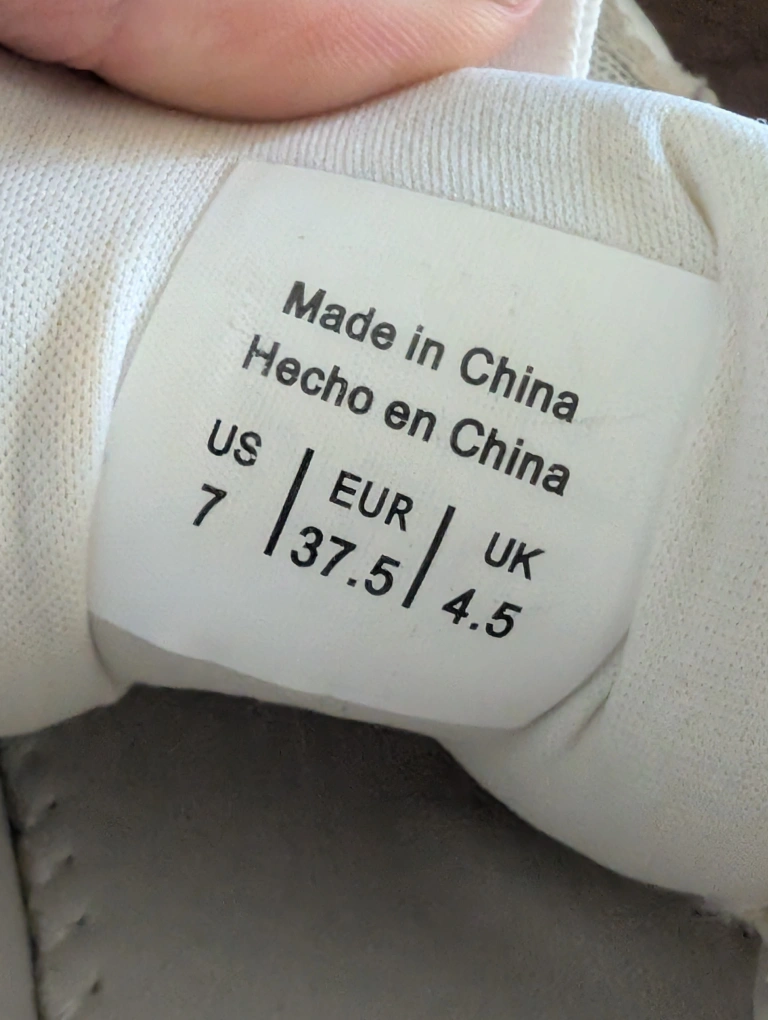 Made in China
Hecho en China
US | EUR | UK
7 | 37.5 | 4.5